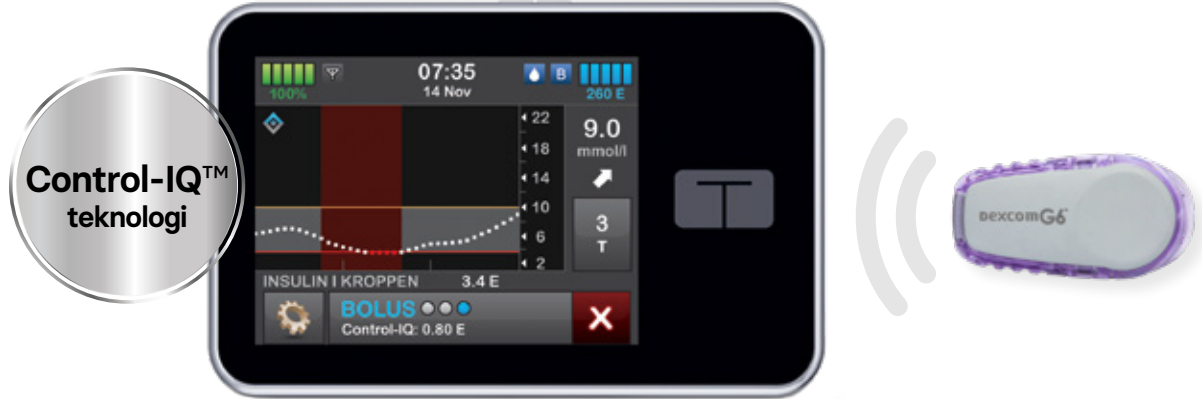 Control-IQ™
teknologi
100%
07:35
14 Nov
B
260 E
22
18
14
10
6
2
9.0
mmol/l
3
T
INSULIN I KROPPEN 3.4 E
BOLUS
Control-IQ: 0.80 E
X
Dexcom G6